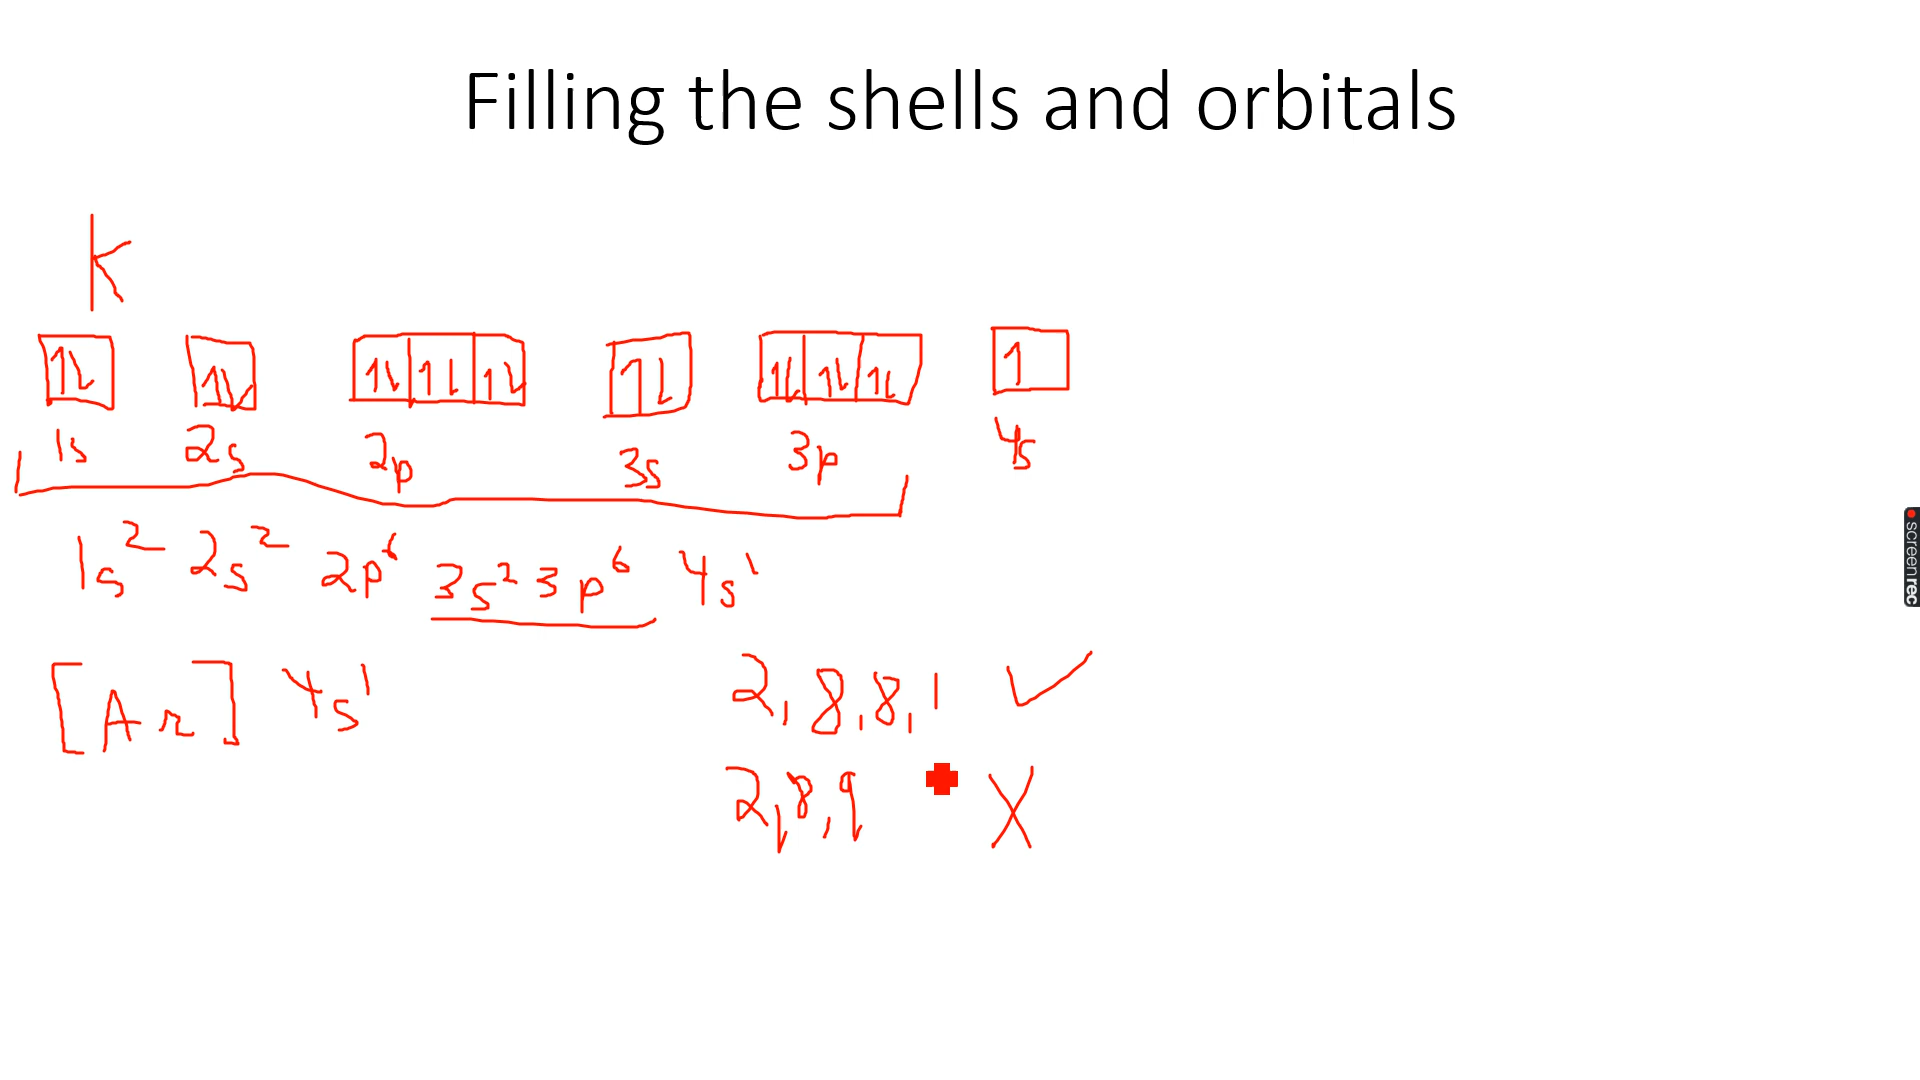 Filling the shells and orbitals
K
1s 2s 2p 3s 3p 4s
1s² 2s² 2p⁶ 3s² 3p⁶ 4s¹
[Ar] 4s¹
2, 8, 8, 1
2, 8, 9 X
screenrec